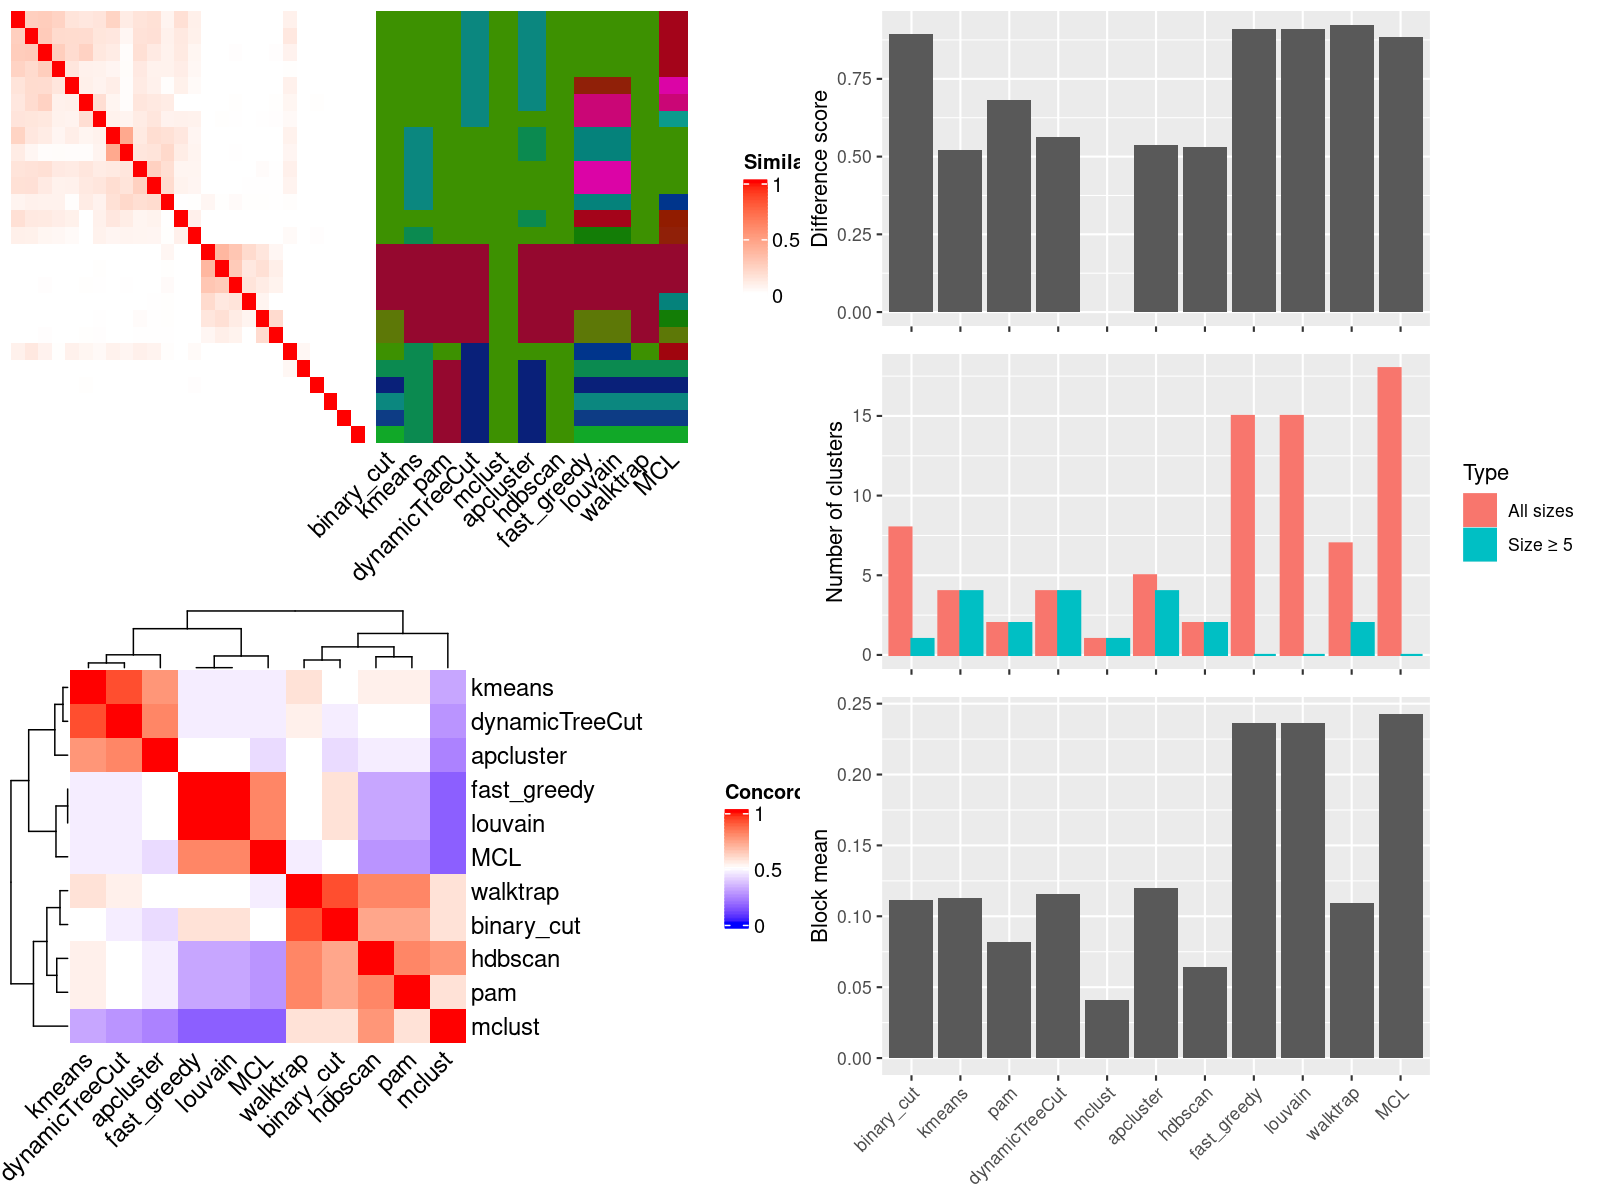 Simila
1
0.5
0
binary_cut
kmeans
pam
dynamicTreeCut
mclust
apcluster
hdbscan
fast_greedy
louvain
walktrap
MCL
Difference score
0.75
0.50
0.25
0.00
Number of clusters
15
10
5
0
Type
All sizes
Size ≥ 5
kmeans
dynamicTreeCut
apcluster
fast_greedy
louvain
MCL
walktrap
binary_cut
hdbscan
pam
mclust
kmeans
dynamicTreeCut
apcluster
fast_greedy
louvain
MCL
walktrap
binary_cut
hdbscan
pam
mclust
Concord
1
0.5
0
Block mean
0.25
0.20
0.15
0.10
0.05
0.00
binary_cut
kmeans
pam
dynamicTreeCut
mclust
apcluster
hdbscan
fast_greedy
louvain
walktrap
MCL